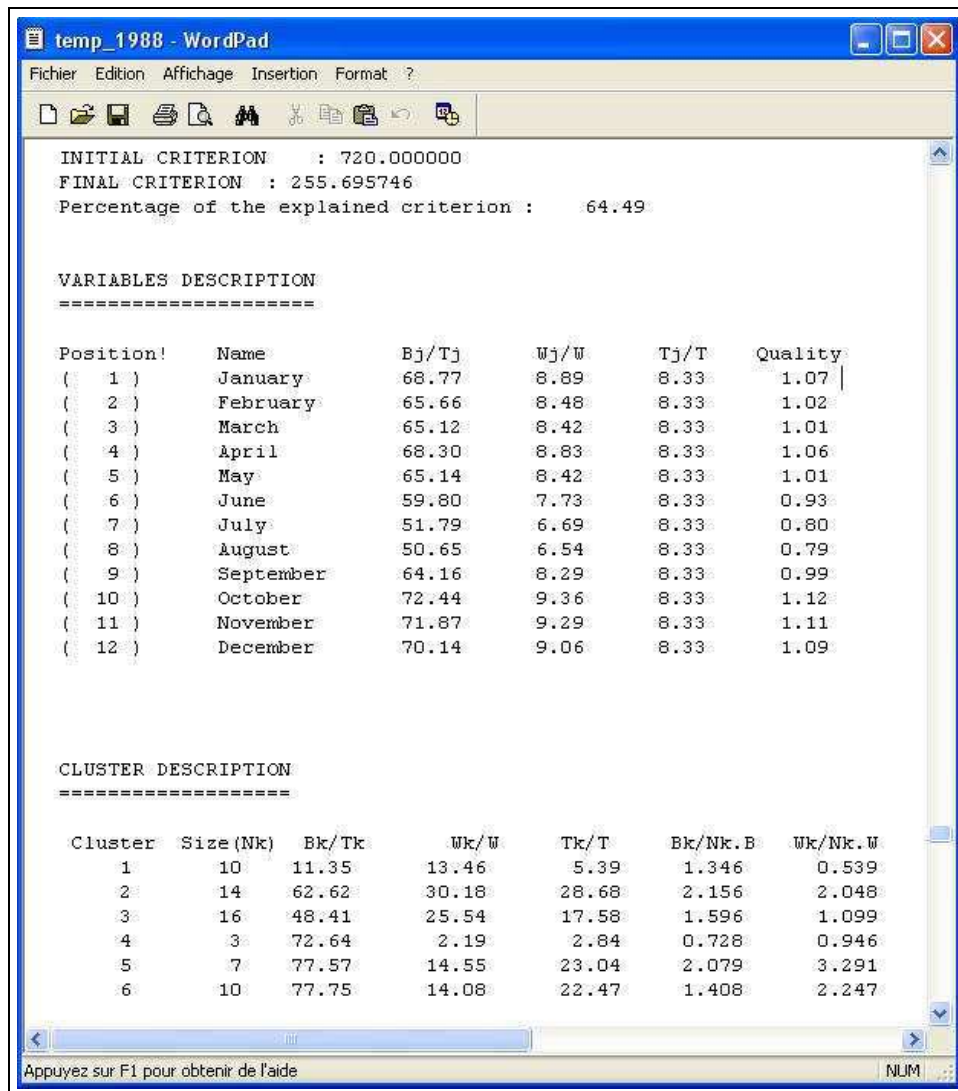 temp_1988 - WordPad
Fichier Edition Affichage Insertion Format ?
INITIAL CRITERION : 720.000000
FINAL CRITERION : 255.695746
Percentage of the explained criterion : 64.49
VARIABLES DESCRIPTION
======================
Position! Name Bj/Tj Wj/W Tj/T Quality
( 1 ) January 68.77 8.89 8.33 1.07
( 2 ) February 65.66 8.48 8.33 1.02
( 3 ) March 65.12 8.42 8.33 1.01
( 4 ) April 68.30 8.83 8.33 1.06
( 5 ) May 65.14 8.42 8.33 1.01
( 6 ) June 59.80 7.73 8.33 0.93
( 7 ) July 51.79 6.69 8.33 0.80
( 8 ) August 50.65 6.54 8.33 0.79
( 9 ) September 64.16 8.29 8.33 0.99
( 10 ) October 72.44 9.36 8.33 1.12
( 11 ) November 71.87 9.29 8.33 1.11
( 12 ) December 70.14 9.06 8.33 1.09
CLUSTER DESCRIPTION
====================
Cluster Size(Nk) Bk/Tk Wk/W Tk/T Bk/Nk.B Wk/Nk.W
1 10 11.35 13.46 5.39 1.346 0.539
2 14 62.62 30.18 28.68 2.156 2.048
3 16 48.41 25.54 17.58 1.596 1.099
4 3 72.64 2.19 2.84 0.728 0.946
5 7 77.57 14.55 23.04 2.079 3.291
6 10 77.75 14.08 22.47 1.408 2.247
Appuyez sur F1 pour obtenir de l'aide NUM